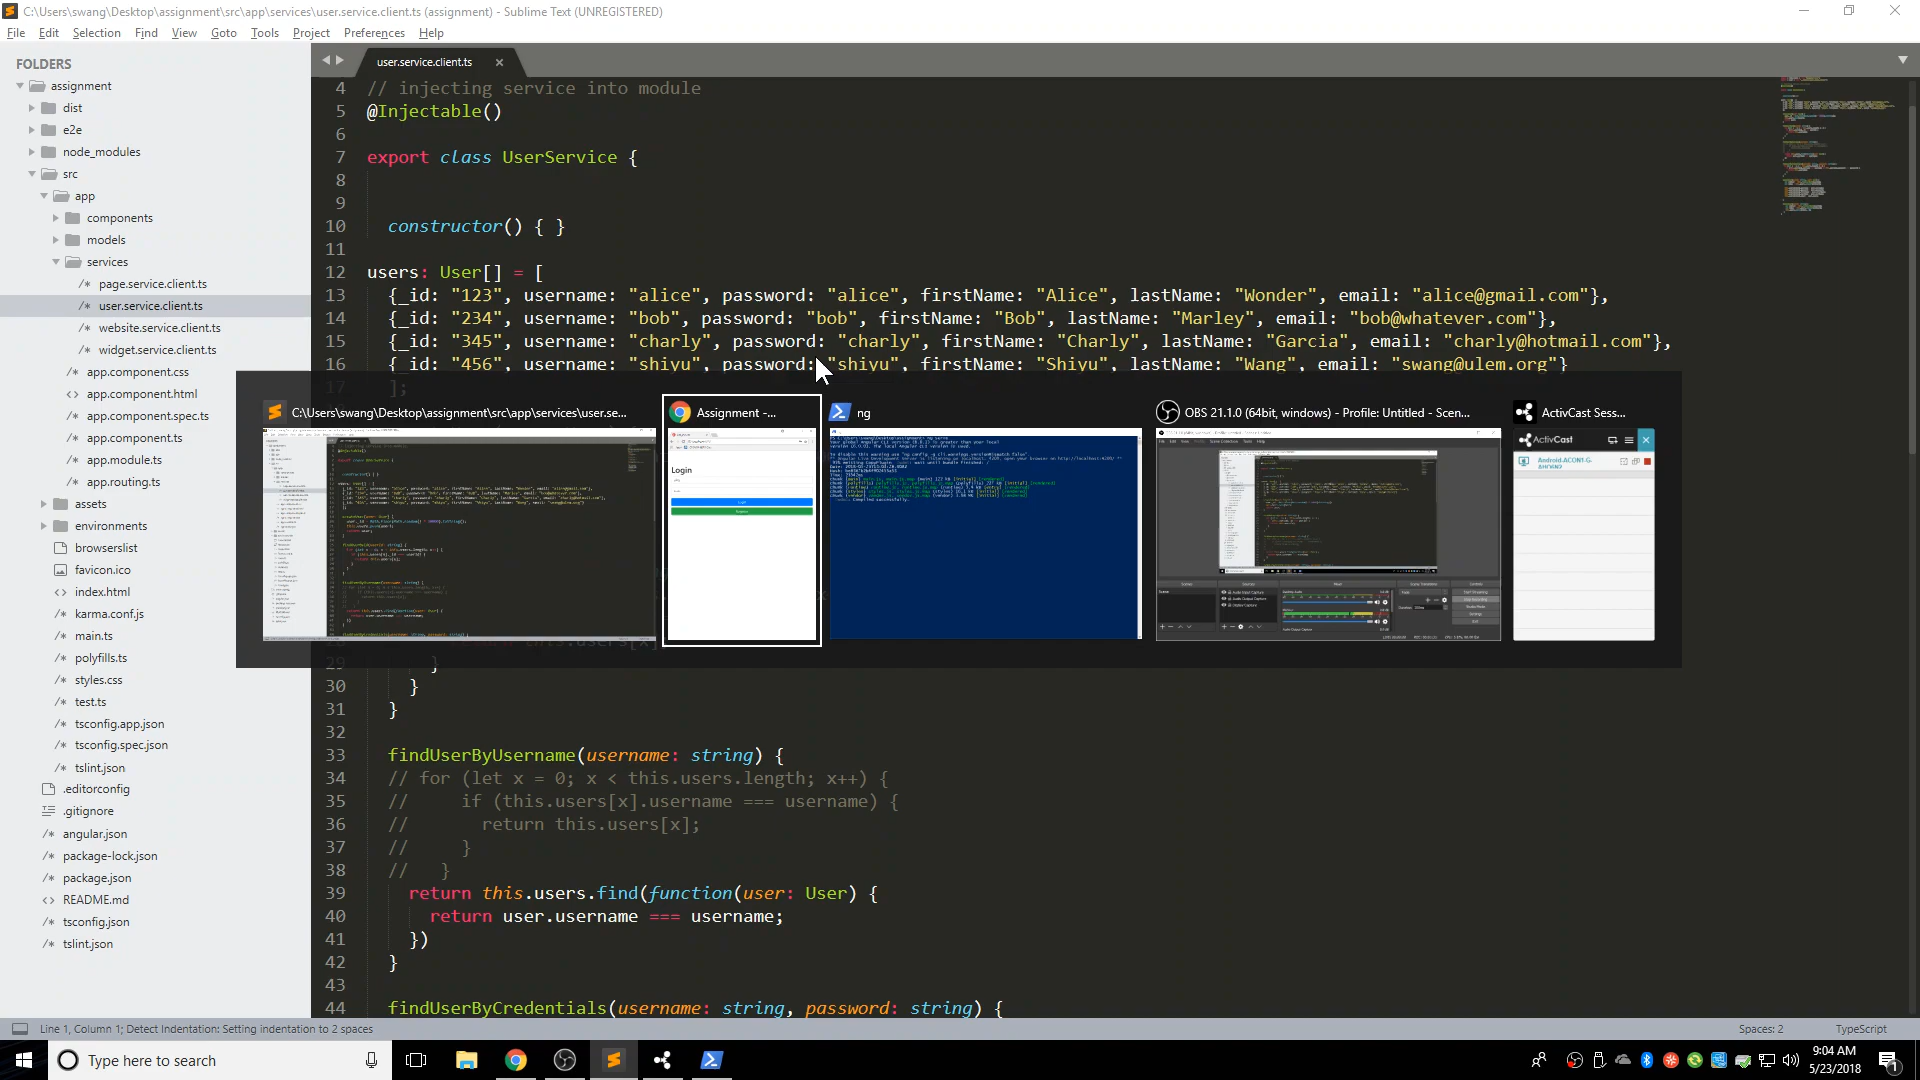 C:\Users\swang\Desktop\assignment\src\app\services\user.service.client.ts (assignment) - Sublime Text (UNREGISTERED)
File Edit Selection Find View Goto Tools Project Preferences Help
FOLDERS
assignment
dist
e2e
node_modules
src
app
components
models
services
page.service.client.ts
user.service.client.ts
website.service.client.ts
widget.service.client.ts
app.component.css
app.component.html
app.component.spec.ts
app.component.ts
app.module.ts
app.routing.ts
assets
environments
browserslist
favicon.ico
index.html
karma.conf.js
main.ts
polyfills.ts
styles.css
test.ts
tsconfig.app.json
tsconfig.spec.json
tslint.json
.editorconfig
.gitignore
angular.json
package-lock.json
package.json
README.md
tsconfig.json
tslint.json
user.service.client.ts
4 // injecting service into module
5 @Injectable()
6
7 export class UserService {
8
9
10 constructor() { }
11
12 users: User[] = [
13 {_id: "123", username: "alice", password: "alice", firstName: "Alice", lastName: "Wonder", email: "alice@gmail.com"},
14 {_id: "234", username: "bob", password: "bob", firstName: "Bob", lastName: "Marley", email: "bob@whatever.com"},
15 {_id: "345", username: "charly", password: "charly", firstName: "Charly", lastName: "Garcia", email: "charly@hotmail.com"},
16 {_id: "456", username: "shiyu", password: "shiyu", firstName: "Shiyu", lastName: "Wang", email: "swang@ulem.org"}
17 ];
C:\Users\swang\Desktop\assignment\src\app\services\user.se...
Assignment -...
ng
OBS 21.1.0 (64bit, windows) - Profile: Untitled - Scen...
ActivCast Sess...
Login
ActivCast
29 }
30 }
31 }
32
33 findUserByUsername(username: string) {
34 // for (let x = 0; x < this.users.length; x++) {
35 // if (this.users[x].username === username) {
36 // return this.users[x];
37 // }
38 // }
39 return this.users.find(function(user: User) {
40 return user.username === username;
41 })
42 }
43
44 findUserByCredentials(username: string, password: string) {
Line 1, Column 1; Detect Indentation: Setting indentation to 2 spaces
Spaces: 2
TypeScript
Type here to search
9:04 AM
5/23/2018
1